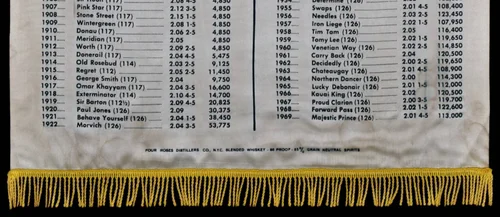 Pink Star (117) 2.12 3-5 4,850
1908 Stone Street (117) 2.15 1-5 4,850
1909 Wintergreen (117) 2.08 1-5 4,850
1910 Donau (117) 2.06 2-5 4,850
1911 Meridian (117) 2.05 4,850
1912 Worth (117) 2.09 2-5 4,850
1913 Donerail (117) 2.04 4-5 5,475
1914 Old Rosebud (114) 2.03 2-5 9,125
1915 Regret (112) 2.05 2-5 11,450
1916 George Smith (117) 2.04 9,750
1917 Omar Khayyam (117) 2.04 3-5 16,600
1918 Exterminator (114) 2.10 4-5 14,700
1919 Sir Barton (112½) 2.09 4-5 20,825
1920 Paul Jones (126) 2.09 30,375
1921 Behave Yourself (126) 2.04 1-5 38,450
1922 Morvich (126) 2.04 3-5 53,775
1955 Swaps (126) 2.01 4-5 108,400
1956 Needles (126) 2.03 2-5 123,450
1957 Iron Liege (126) 2.02 1-5 107,950
1958 Tim Tam (126) 2.05 116,400
1959 Tomy Lee (126) 2.02 1-5 119,650
1960 Venetian Way (126) 2.02 2-5 114,850
1961 Carry Back (126) 2.04 120,500
1962 Decidedly (126) 2.00 2-5 119,650
1963 Chateaugay (126) 2.01 4-5 108,900
1964 Northern Dancer (126) 2.00 114,300
1965 Lucky Debonair (126) 2.01 1-5 112,000
1966 Kauai King (126) 2.02 120,500
1967 Proud Clarion (126) 2.00 3-5 119,700
1968 Forward Pass (126) 2.02 1-5 122,600
1969 Majestic Prince (126) 2.01 4-5 113,000
FOUR ROSES DISTILLERS CO., N.Y.C. BLENDED WHISKEY · 86 PROOF · 65% GRAIN NEUTRAL SPIRITS